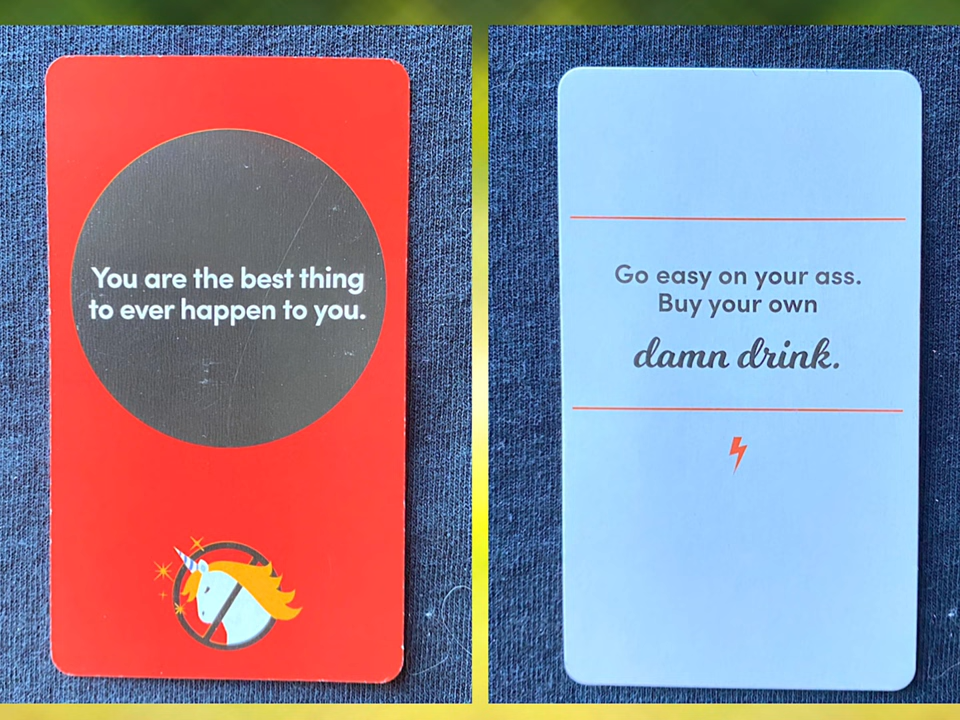 You are the best thing
to ever happen to you.
Go easy on your ass.
Buy your own
damn drink.